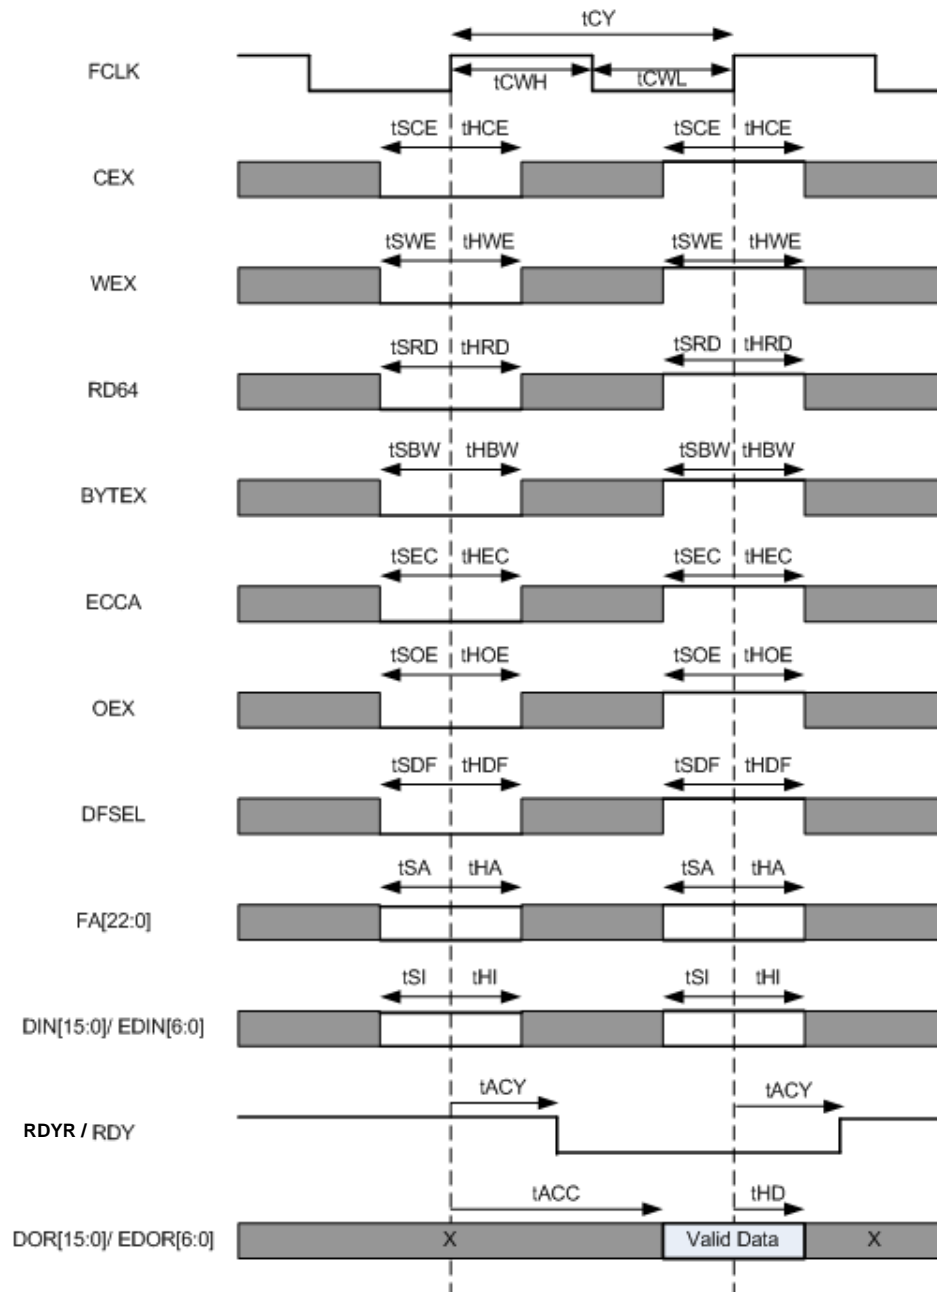 tCY
FCLK
tCWH tCWL
tSCE tHCE tSCE tHCE
CEX
tSWE tHWE tSWE tHWE
WEX
tSRD tHRD tSRD tHRD
RD64
tSBW tHBW tSBW tHBW
BYTEX
tSEC tHEC tSEC tHEC
ECCA
tSOE tHOE tSOE tHOE
OEX
tSDF tHDF tSDF tHDF
DFSEL
tSA tHA tSA tHA
FA[22:0]
tSI tHI tSI tHI
DIN[15:0]/ EDIN[6:0]
tACY tACY
RDYR / RDY
tACC tHD
DOR[15:0]/ EDOR[6:0] X Valid Data X